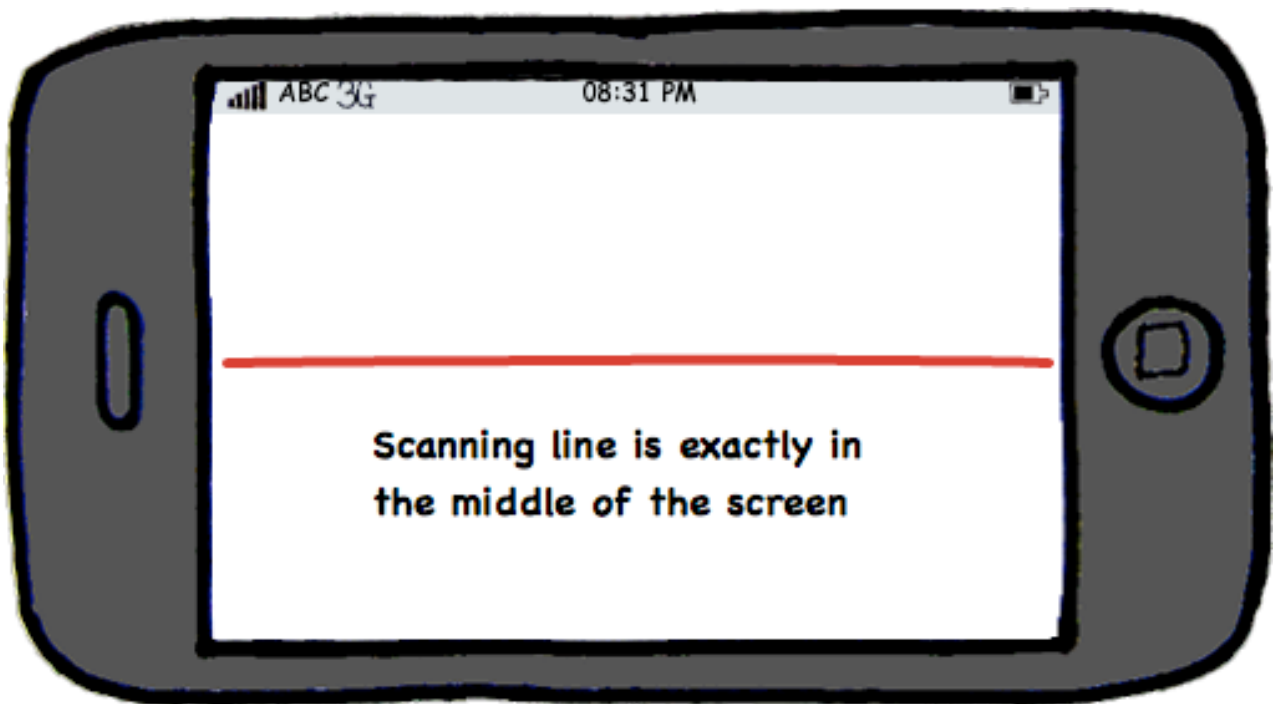 ABC 3G 08:31 PM
Scanning line is exactly in
the middle of the screen